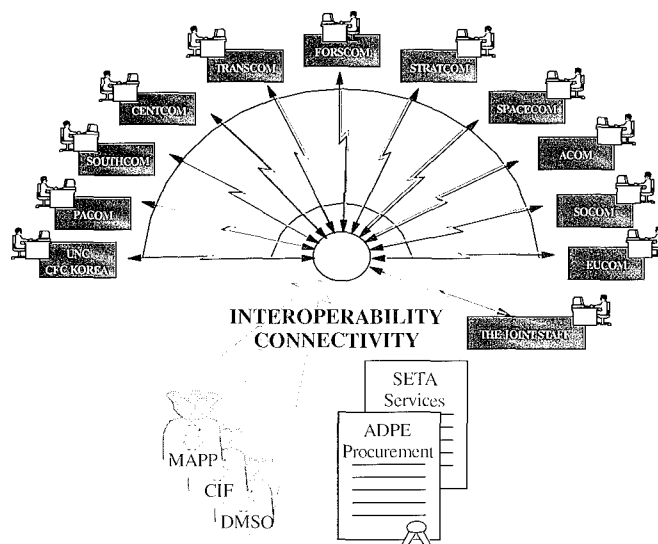 FORSCOM
TRANSCOM
STRATCOM
CENTCOM
SPACECOM
SOUTHCOM
ACOM
PACOM
SOCOM
UNC
CFC KOREA
EUCOM
THE JOINT STAFF
INTEROPERABILITY
CONNECTIVITY
SETA
Services
ADPE
Procurement
MAPP
CIF
DMSO